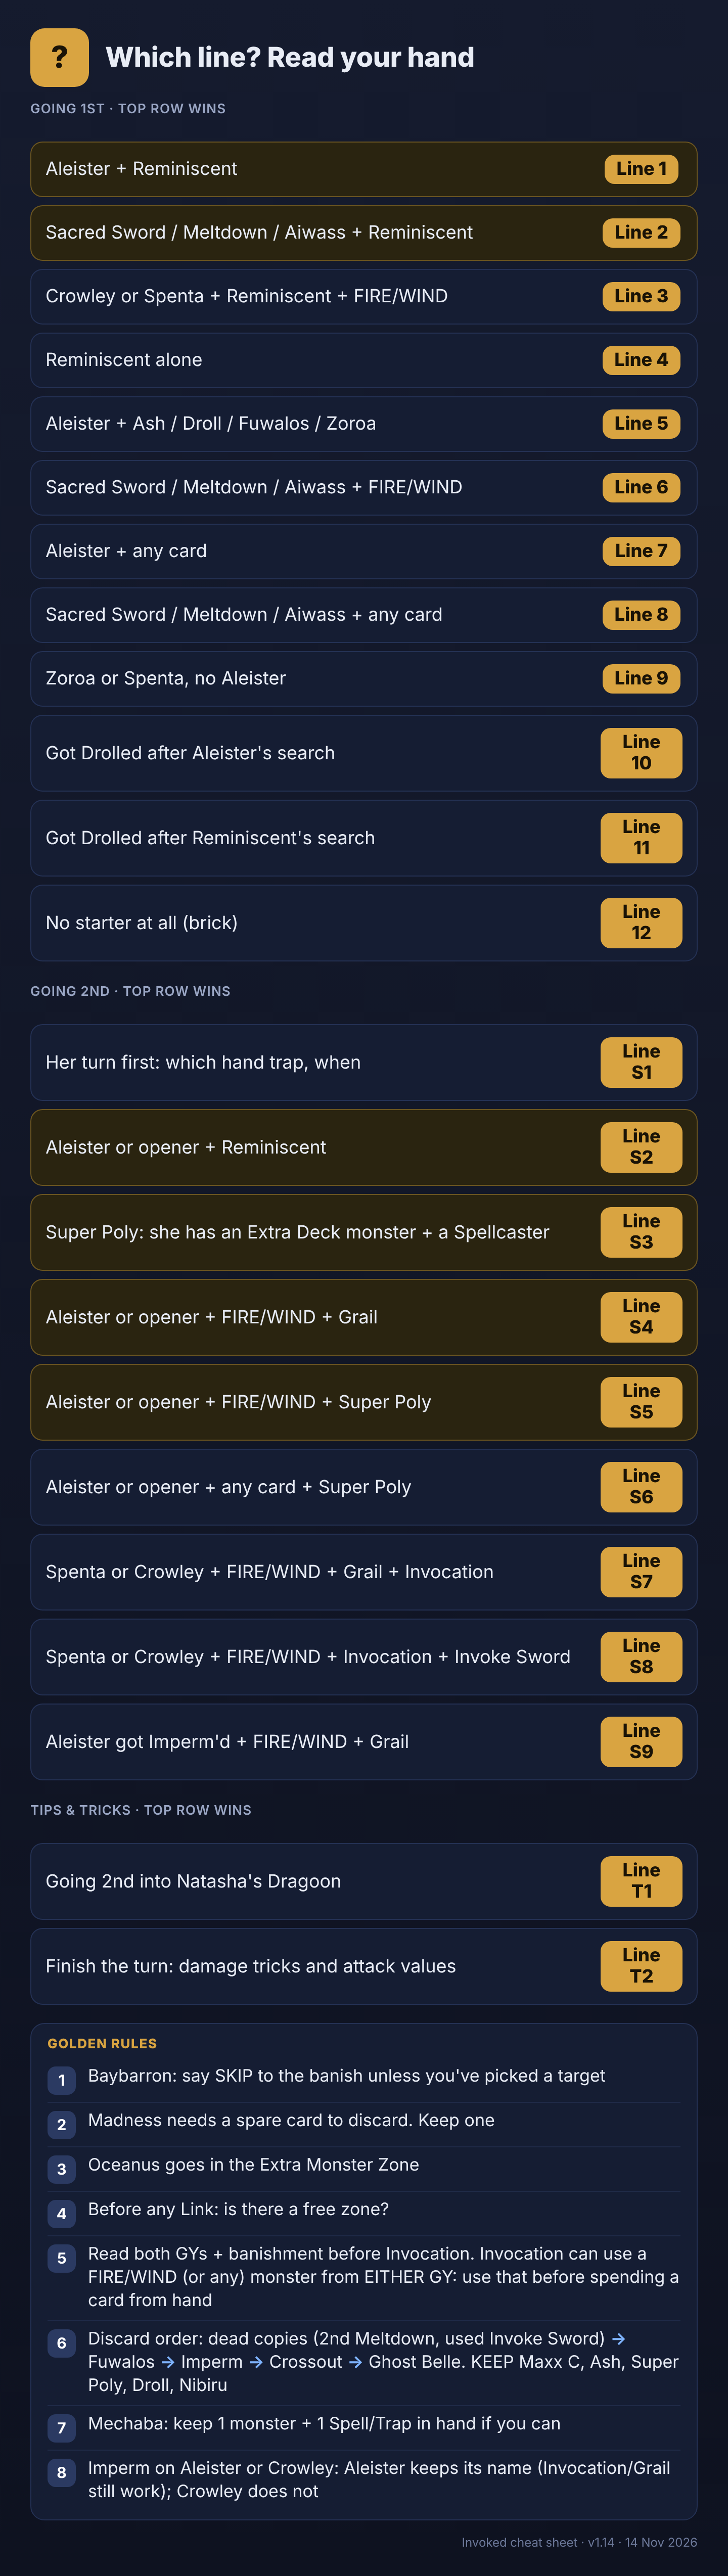 ?
Which line? Read your hand
GOING 1ST · TOP ROW WINS
Aleister + Reminiscent
Line 1
Sacred Sword / Meltdown / Aiwass + Reminiscent
Line 2
Crowley or Spenta + Reminiscent + FIRE/WIND
Line 3
Reminiscent alone
Line 4
Aleister + Ash / Droll / Fuwalos / Zoroa
Line 5
Sacred Sword / Meltdown / Aiwass + FIRE/WIND
Line 6
Aleister + any card
Line 7
Sacred Sword / Meltdown / Aiwass + any card
Line 8
Zoroa or Spenta, no Aleister
Line 9
Got Drolled after Aleister's search
Line
10
Got Drolled after Reminiscent's search
Line
11
No starter at all (brick)
Line
12
GOING 2ND · TOP ROW WINS
Her turn first: which hand trap, when
Line
S1
Aleister or opener + Reminiscent
Line
S2
Super Poly: she has an Extra Deck monster + a Spellcaster
Line
S3
Aleister or opener + FIRE/WIND + Grail
Line
S4
Aleister or opener + FIRE/WIND + Super Poly
Line
S5
Aleister or opener + any card + Super Poly
Line
S6
Spenta or Crowley + FIRE/WIND + Grail + Invocation
Line
S7
Spenta or Crowley + FIRE/WIND + Invocation + Invoke Sword
Line
S8
Aleister got Imperm'd + FIRE/WIND + Grail
Line
S9
TIPS & TRICKS · TOP ROW WINS
Going 2nd into Natasha's Dragoon
Line
T1
Finish the turn: damage tricks and attack values
Line
T2
GOLDEN RULES
1 Baybarron: say SKIP to the banish unless you've picked a target
2 Madness needs a spare card to discard. Keep one
3 Oceanus goes in the Extra Monster Zone
4 Before any Link: is there a free zone?
5 Read both GYs + banishment before Invocation. Invocation can use a
FIRE/WIND (or any) monster from EITHER GY: use that before spending a
card from hand
6 Discard order: dead copies (2nd Meltdown, used Invoke Sword) →
Fuwalos → Imperm → Crossout → Ghost Belle. KEEP Maxx C, Ash, Super
Poly, Droll, Nibiru
7 Mechaba: keep 1 monster + 1 Spell/Trap in hand if you can
8 Imperm on Aleister or Crowley: Aleister keeps its name (Invocation/Grail
still work); Crowley does not
Invoked cheat sheet · v1.14 · 14 Nov 2026